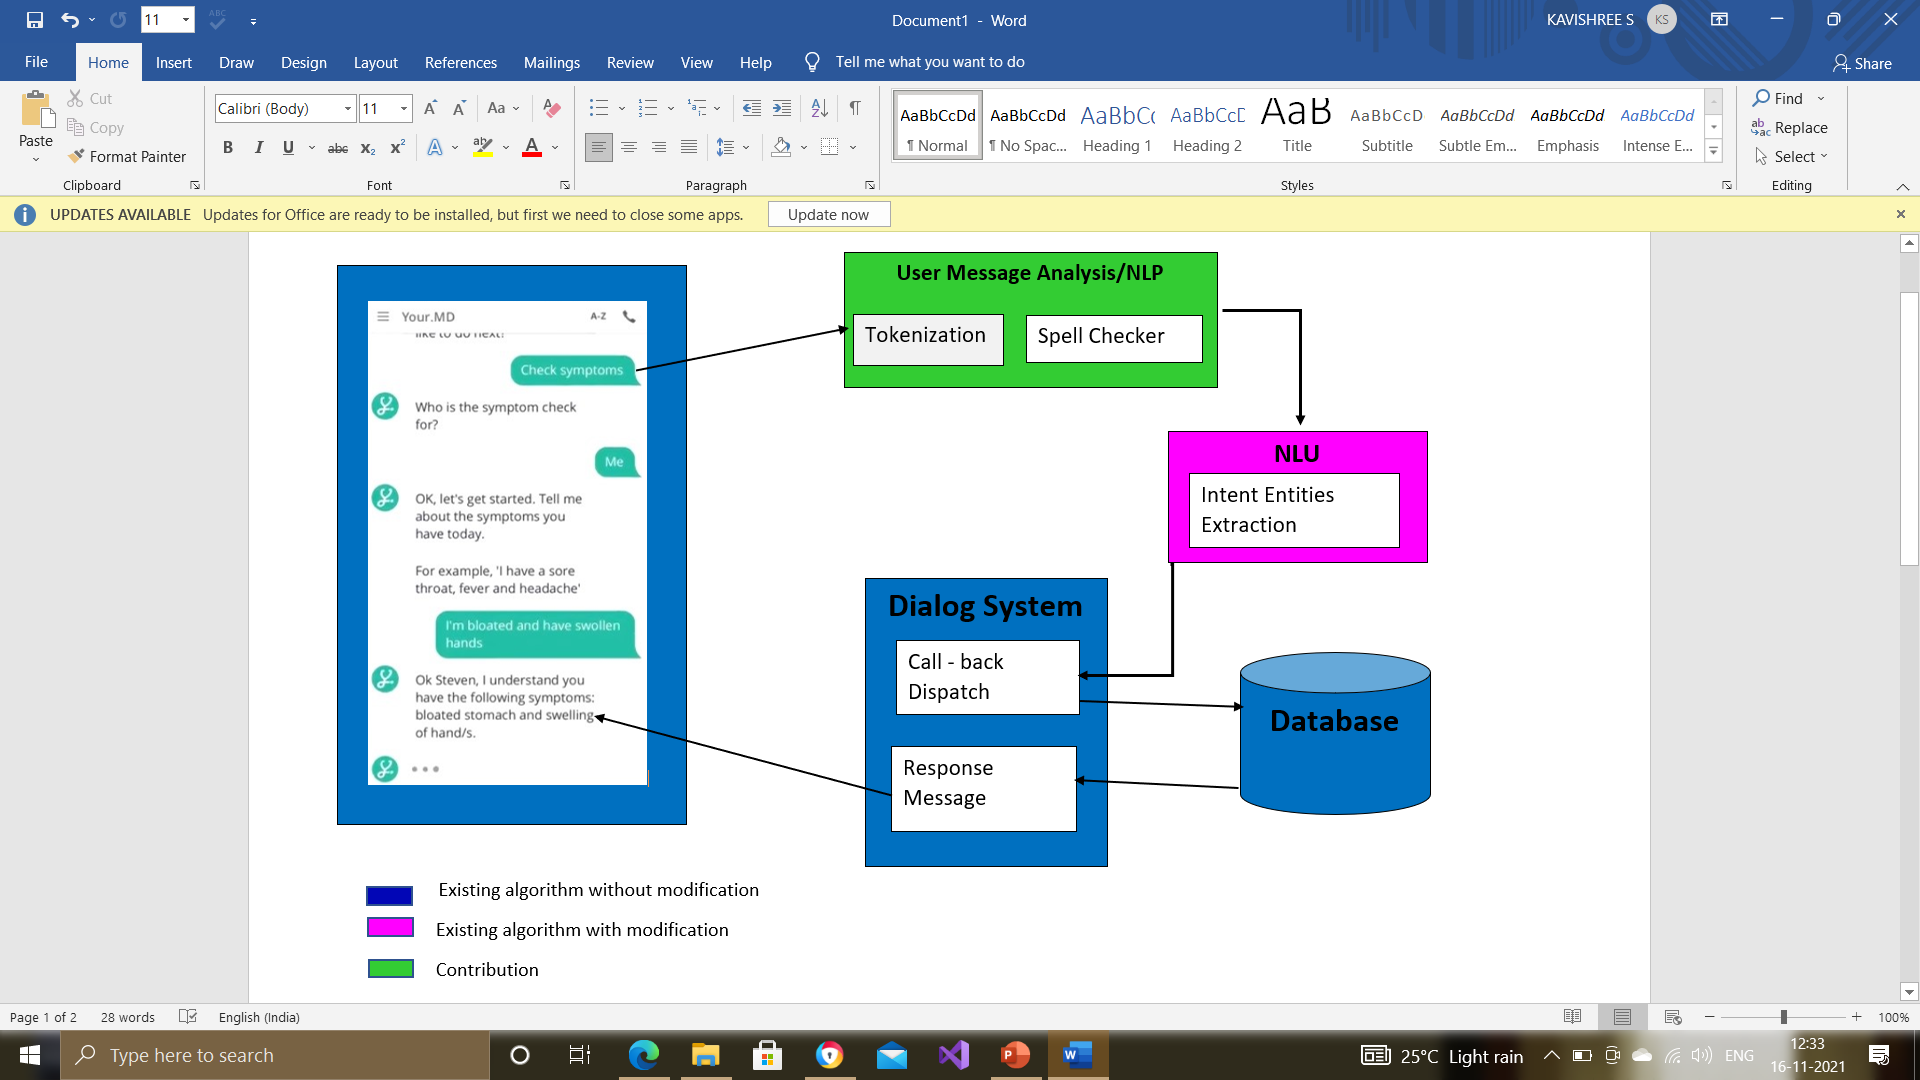 11
Document1 - Word
KAVISHREE S
KS
File
Home
Insert
Draw
Design
Layout
References
Mailings
Review
View
Help
Tell me what you want to do
Share
Paste
Cut
Copy
Format Painter
Clipboard
Calibri (Body)
11
Font
Paragraph
AaBbCcDd
¶ Normal
AaBbCcDd
¶ No Spac...
AaBbCc
Heading 1
AaBbCcD
Heading 2
AaB
Title
AaBbCcD
Subtitle
AaBbCcDd
Subtle Em...
AaBbCcDd
Emphasis
AaBbCcDd
Intense E...
Styles
Find
Replace
Select
Editing
UPDATES AVAILABLE Updates for Office are ready to be installed, but first we need to close some apps.
Update now
Your.MD
A-Z
like to do next?
Check symptoms
Who is the symptom check
for?
Me
OK, let's get started. Tell me
about the symptoms you
have today.
For example, 'I have a sore
throat, fever and headache'
I'm bloated and have swollen
hands
Ok Steven, I understand you
have the following symptoms:
bloated stomach and swelling
of hand/s.
User Message Analysis/NLP
Tokenization
Spell Checker
NLU
Intent Entities
Extraction
Dialog System
Call - back
Dispatch
Response
Message
Database
Existing algorithm without modification
Existing algorithm with modification
Contribution
Page 1 of 2
28 words
English (India)
100%
Type here to search
25°C Light rain
ENG
12:33
16-11-2021